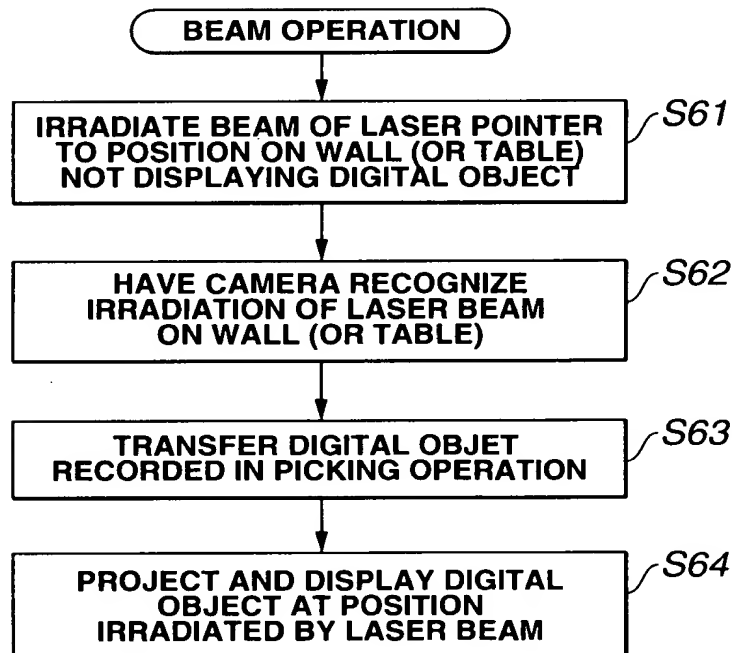 BEAM OPERATION
S61
IRRADIATE BEAM OF LASER POINTER
TO POSITION ON WALL (OR TABLE)
NOT DISPLAYING DIGITAL OBJECT
S62
HAVE CAMERA RECOGNIZE
IRRADIATION OF LASER BEAM
ON WALL (OR TABLE)
S63
TRANSFER DIGITAL OBJET
RECORDED IN PICKING OPERATION
S64
PROJECT AND DISPLAY DIGITAL
OBJECT AT POSITION
IRRADIATED BY LASER BEAM